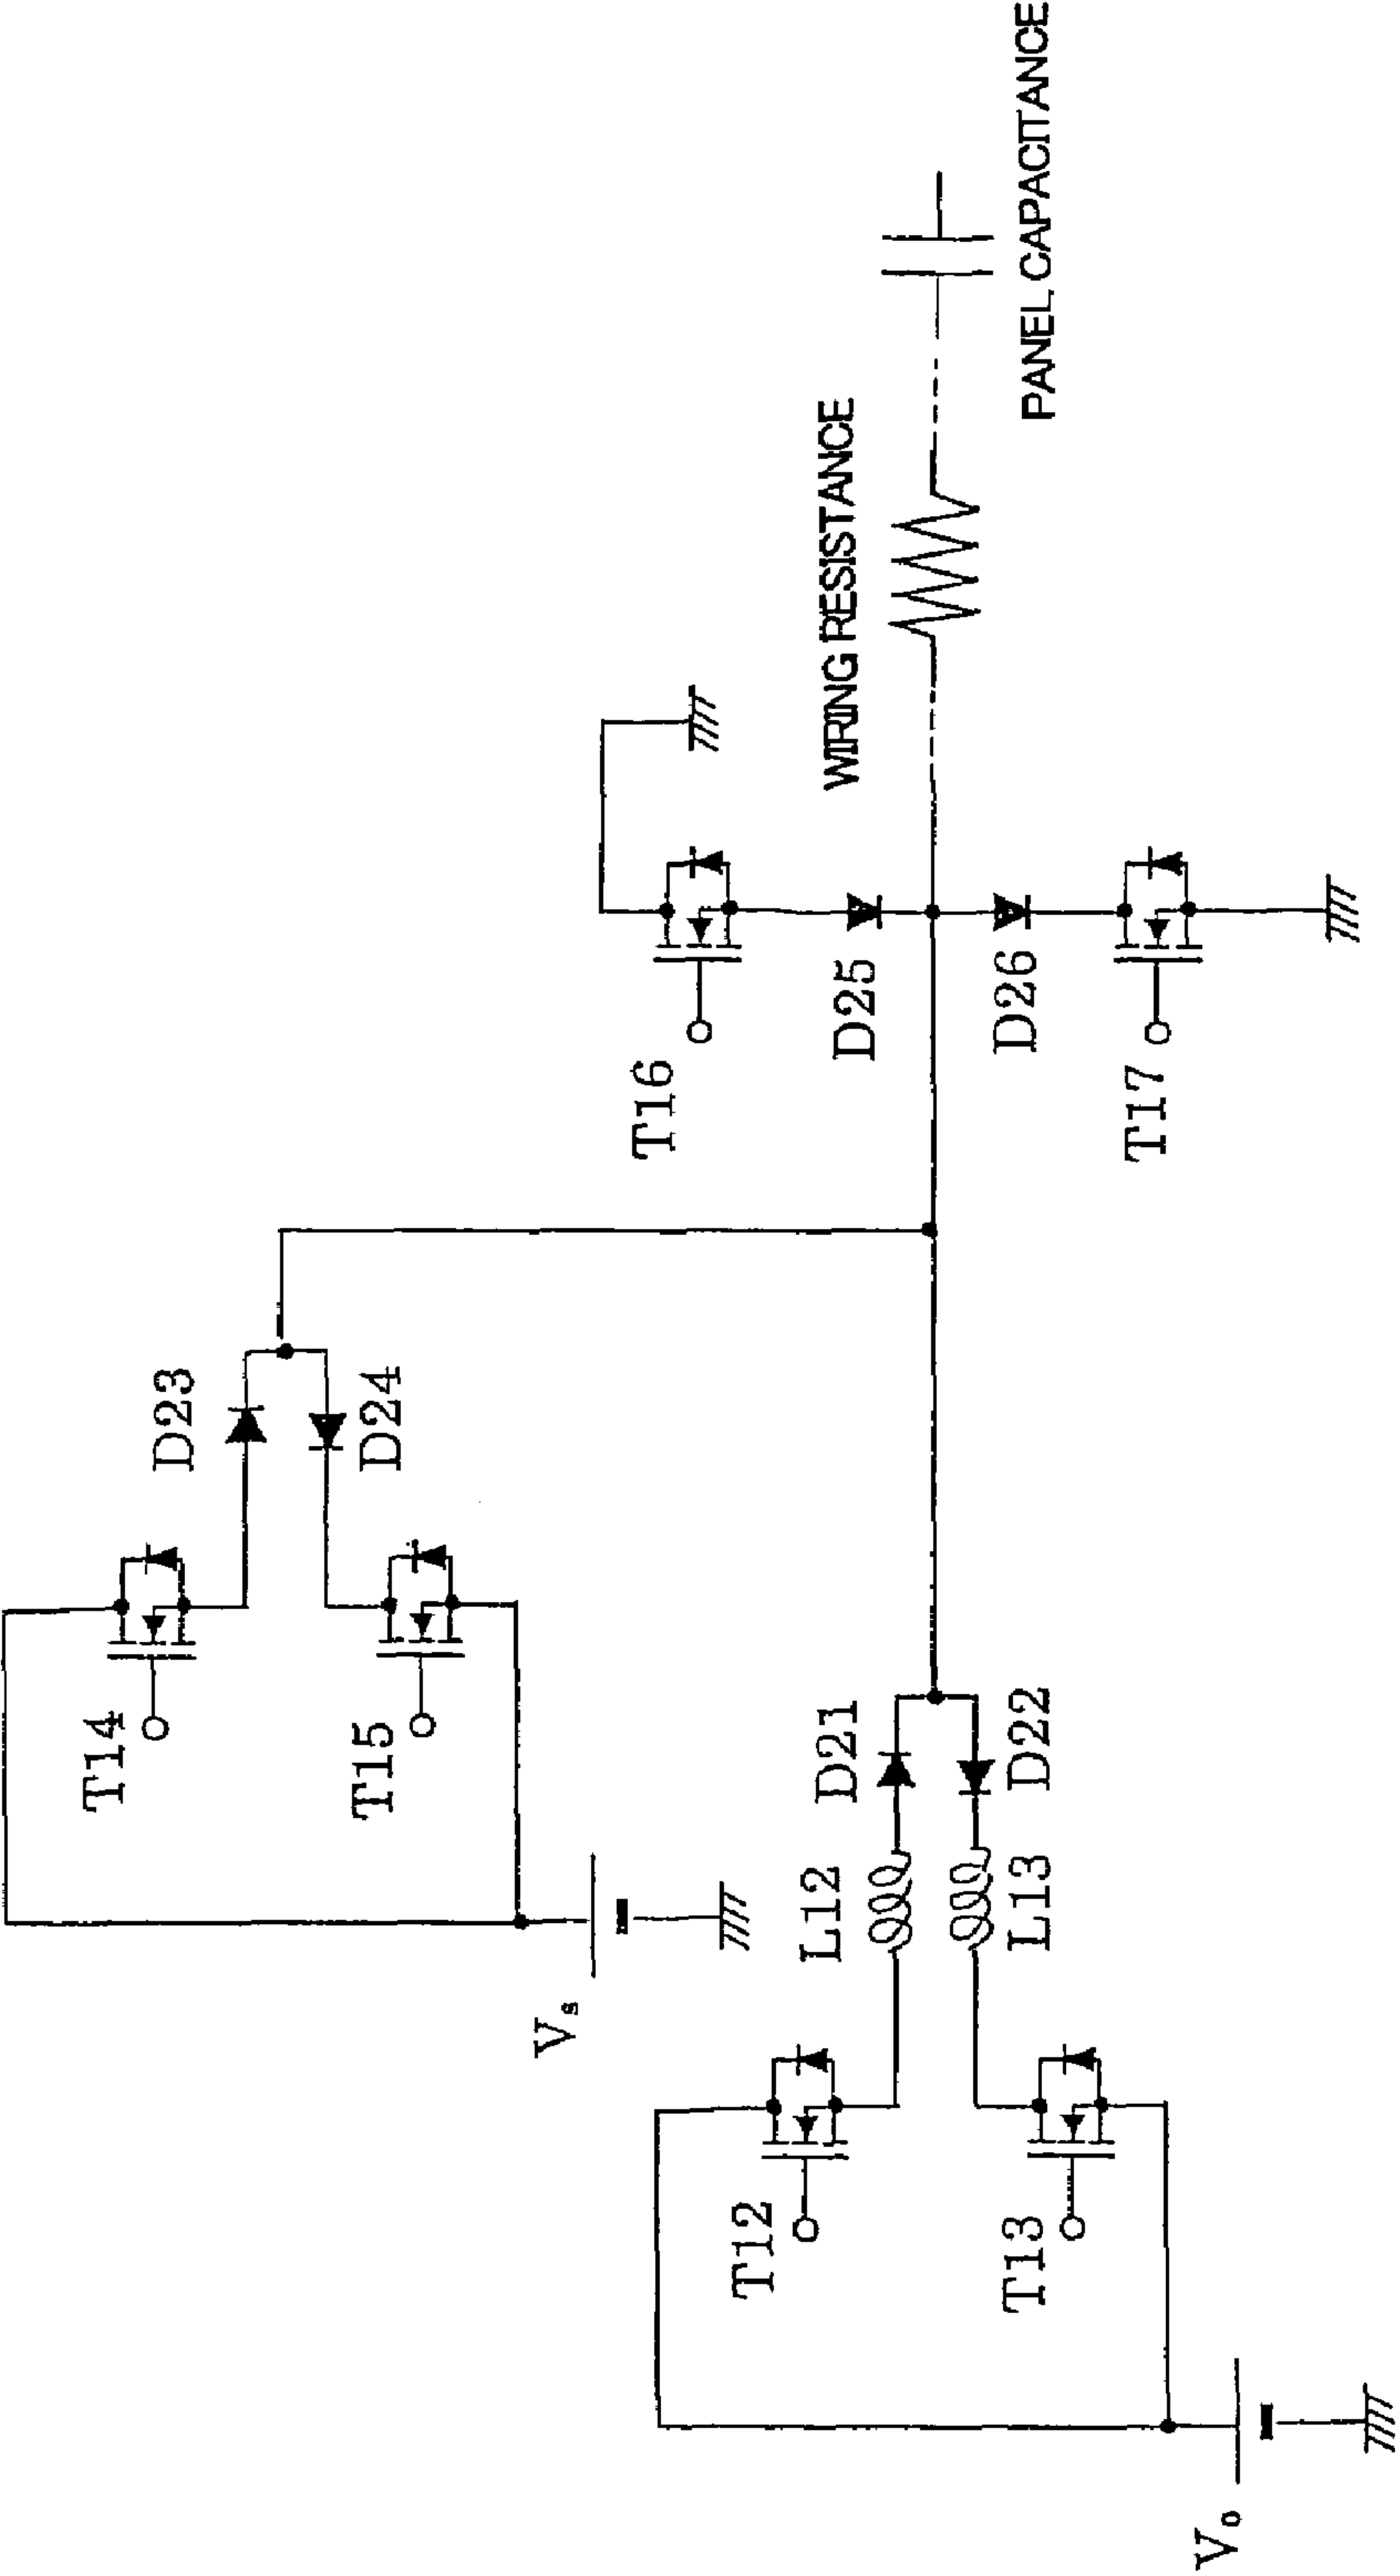 T14
D23
T15
D24
Vs
T16
WIRING RESISTANCE
T12
L12
D21
D25
PANEL CAPACITANCE
T13
L13
D22
D26
T17
Vo